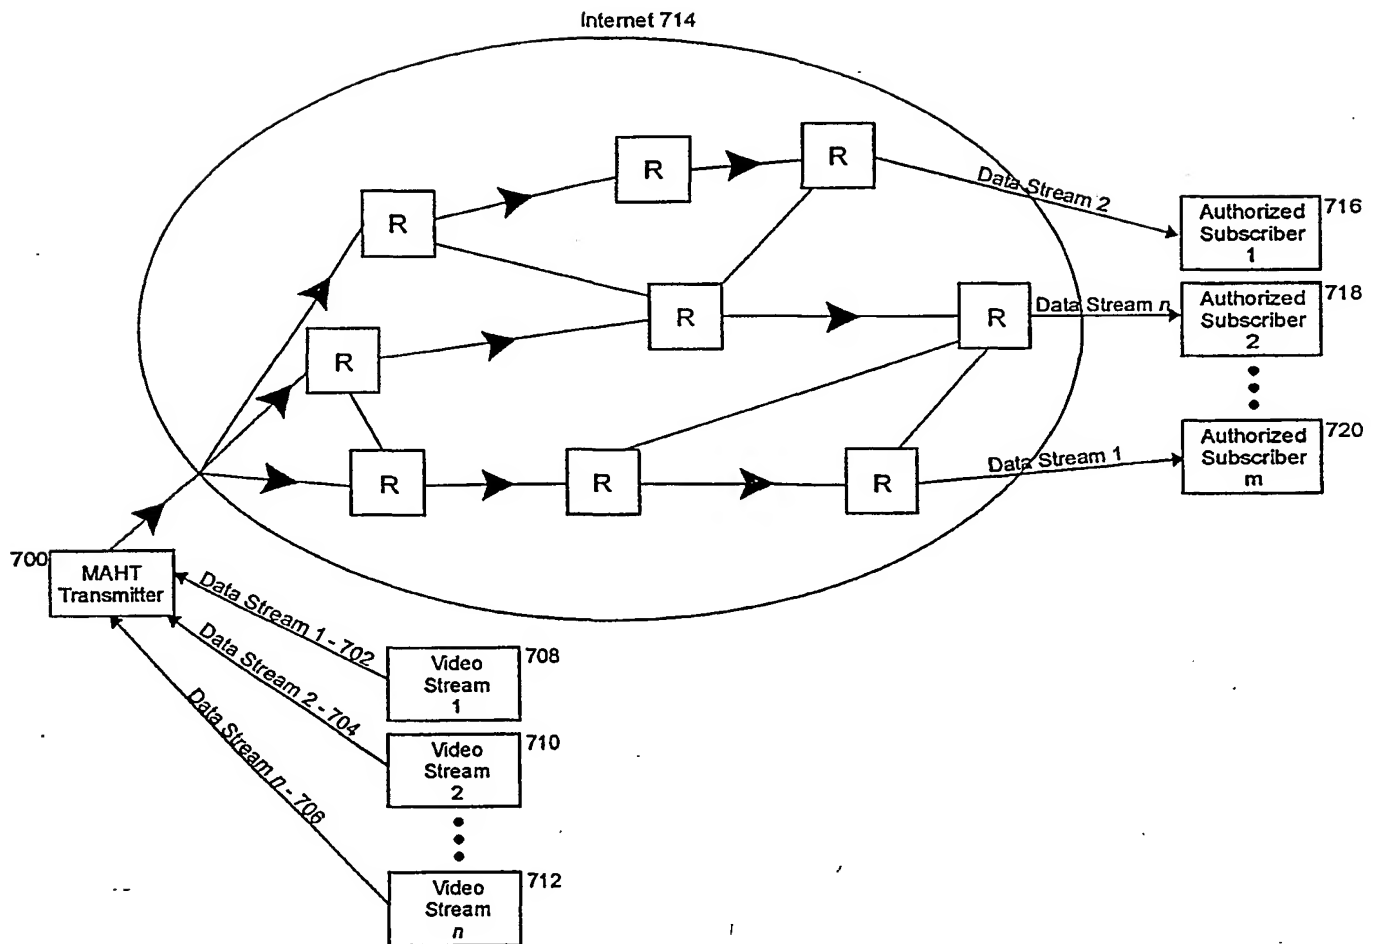 Internet 714
R
R
R
R
R
R
R
R
R
Data Stream 2
Authorized
Subscriber
1
716
Data Stream n
Authorized
Subscriber
2
718
Data Stream 1
Authorized
Subscriber
m
720
700
MAHT
Transmitter
Data Stream 1 - 702
Data Stream 2 - 704
Data Stream n - 706
Video
Stream
1
708
Video
Stream
2
710
Video
Stream
n
712